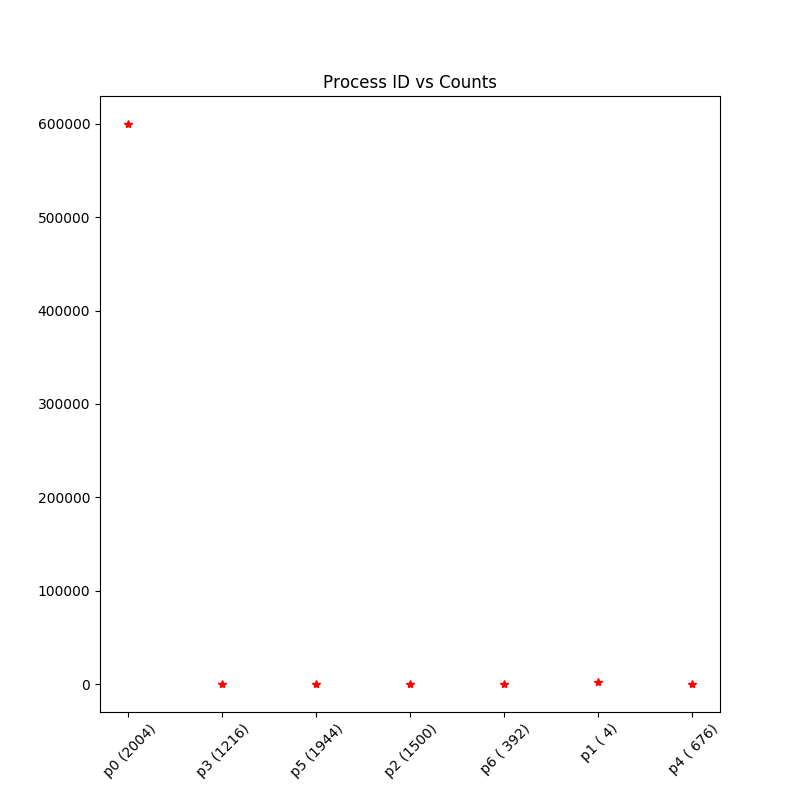 Process ID vs Counts
600000
500000
400000
300000
200000
100000
0
p0 (2004)
p3 (1216)
p5 (1944)
p2 (1500)
p6 ( 392)
p1 ( 4)
p4 ( 676)